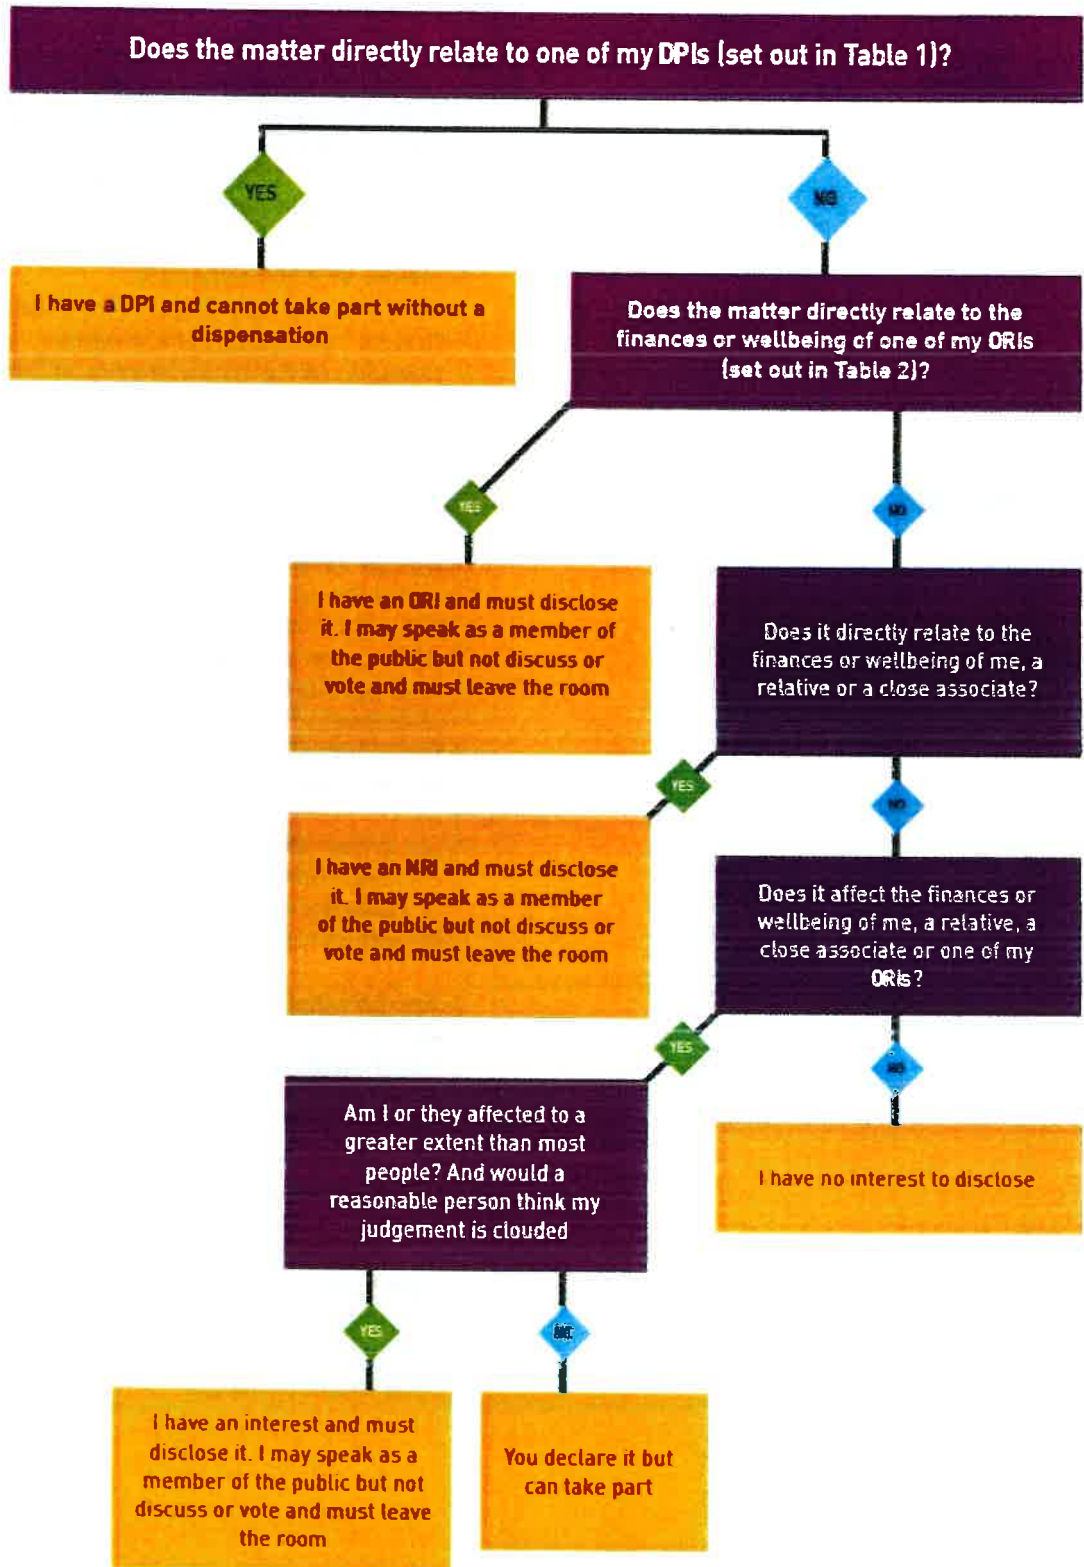 Does the matter directly relate to one of my DPIs (set out in Table 1)?
YES
NO
I have a DPI and cannot take part without a
dispensation
Does the matter directly relate to the
finances or wellbeing of one of my ORIs
(set out in Table 2)?
YES
NO
I have an ORI and must disclose
it. I may speak as a member of
the public but not discuss or
vote and must leave the room
Does it directly relate to the
finances or wellbeing of me, a
relative or a close associate?
YES
NO
I have an NRI and must disclose
it. I may speak as a member
of the public but not discuss or
vote and must leave the room
Does it affect the finances or
wellbeing of me, a relative, a
close associate or one of my
ORIs?
YES
NO
Am I or they affected to a
greater extent than most
people? And would a
reasonable person think my
judgement is clouded
I have no interest to disclose
YES
I have an interest and must
disclose it. I may speak as a
member of the public but not
discuss or vote and must leave
the room
You declare it but
can take part